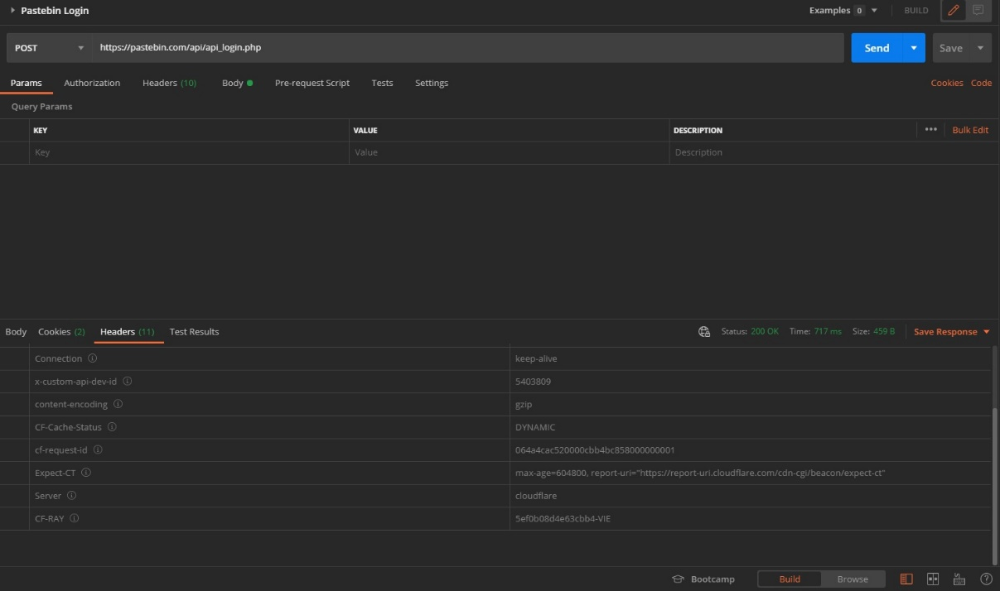 Pastebin Login
Examples 0
BUILD
POST https://pastebin.com/api/api_login.php
Send
Save
Params Authorization Headers (10) Body Pre-request Script Tests Settings
Cookies Code
Query Params
KEY VALUE DESCRIPTION ••• Bulk Edit
Key Value Description
Body Cookies (2) Headers (11) Test Results
Status: 200 OK Time: 717 ms Size: 459 B Save Response
Connection keep-alive
x-custom-api-dev-id 5403809
content-encoding gzip
CF-Cache-Status DYNAMIC
cf-request-id 064a4cac520000cbb4bc858000000001
Expect-CT max-age=604800, report-uri="https://report-uri.cloudflare.com/cdn-cgi/beacon/expect-ct"
Server cloudflare
CF-RAY 5ef0b08d4e63cbb4-VIE
Bootcamp Build Browse